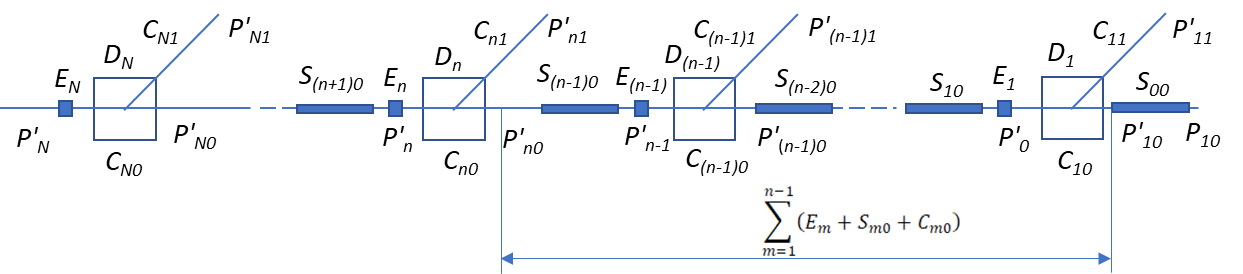 C_{N1} P'_{N1} C_{n1} P'_{n1} C_{(n-1)1} P'_{(n-1)1} C_{11} P'_{11}
D_N D_n D_{(n-1)} D_1
E_N S_{(n+1)0} E_n S_{(n-1)0} E_{(n-1)} S_{(n-2)0} S_{10} E_1 S_{00}
P'_N P'_{N0} P'_n P'_{n0} P'_{n-1} P'_{(n-1)0} P'_0 P'_{10} P_{10}
C_{N0} C_{n0} C_{(n-1)0} C_{10}
\sum_{m=1}^{n-1} (E_m + S_{m0} + C_{m0})